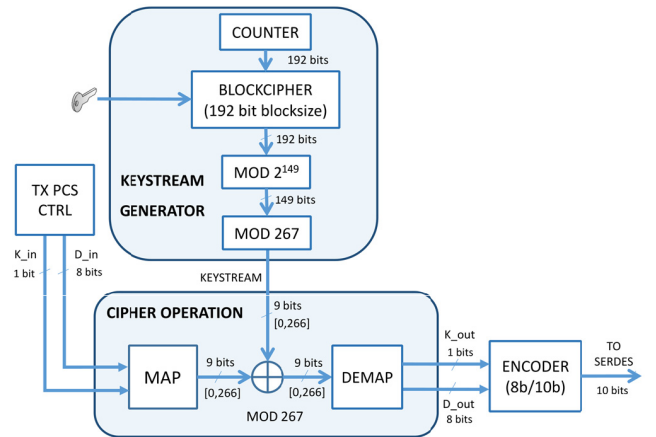 COUNTER
192 bits
BLOCKCIPHER
(192 bit blocksize)
192 bits
MOD 2¹⁴⁹
149 bits
MOD 267
KEYSTREAM
GENERATOR
TX PCS
CTRL
K_in
1 bit
D_in
8 bits
KEYSTREAM
CIPHER OPERATION
9 bits
[0,266]
MAP
9 bits
[0,266]
MOD 267
9 bits
[0,266]
DEMAP
K_out
1 bits
D_out
8 bits
ENCODER
(8b/10b)
TO
SERDES
10 bits